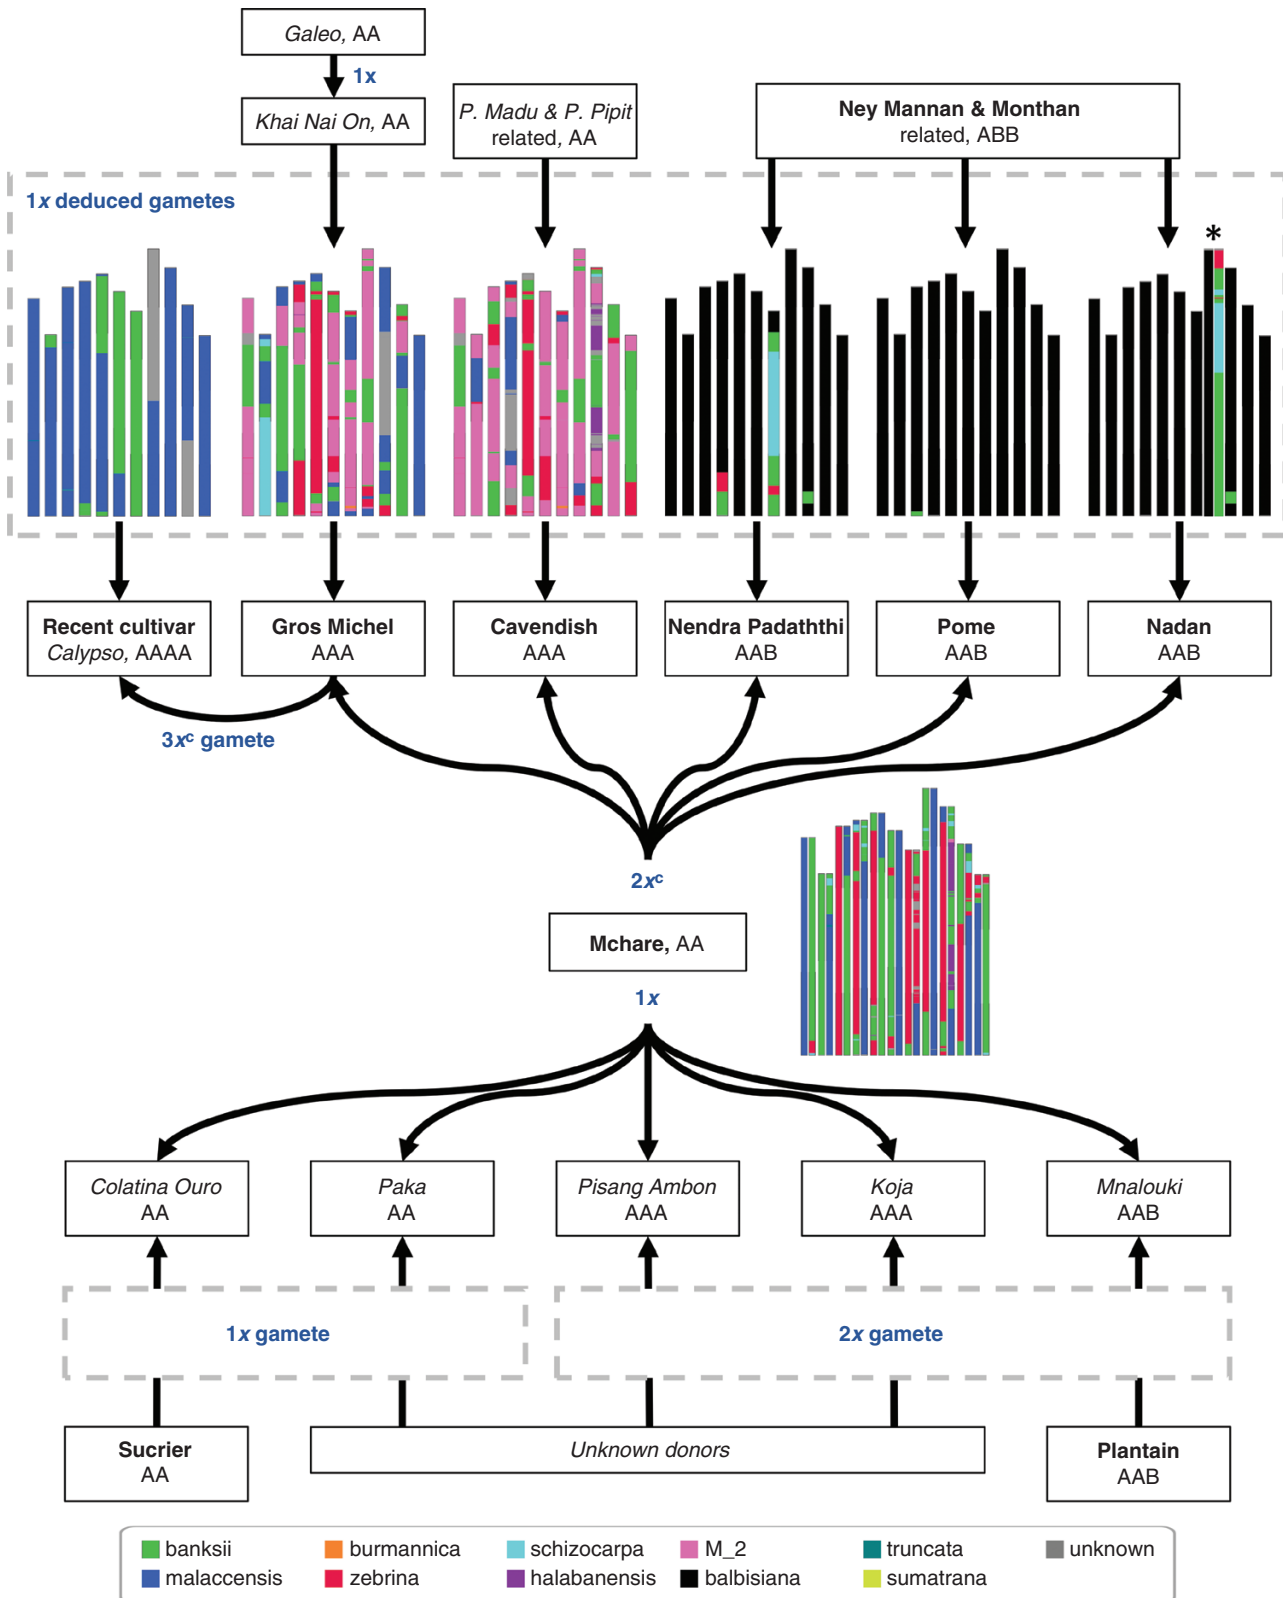 Galeo, AA
1x
Khai Nai On, AA
P. Madu & P. Pipit
related, AA
Ney Mannan & Monthan
related, ABB
1x deduced gametes
*
Recent cultivar
Calypso, AAAA
Gros Michel
AAA
Cavendish
AAA
Nendra Padaththi
AAB
Pome
AAB
Nadan
AAB
3xᶜ gamete
2xᶜ
Mchare, AA
1x
Colatina Ouro
AA
Paka
AA
Pisang Ambon
AAA
Koja
AAA
Mnalouki
AAB
1x gamete
2x gamete
Sucrier
AA
Unknown donors
Plantain
AAB
banksii
burmannica
schizocarpa
M_2
truncata
unknown
malaccensis
zebrina
halabanensis
balbisiana
sumatrana